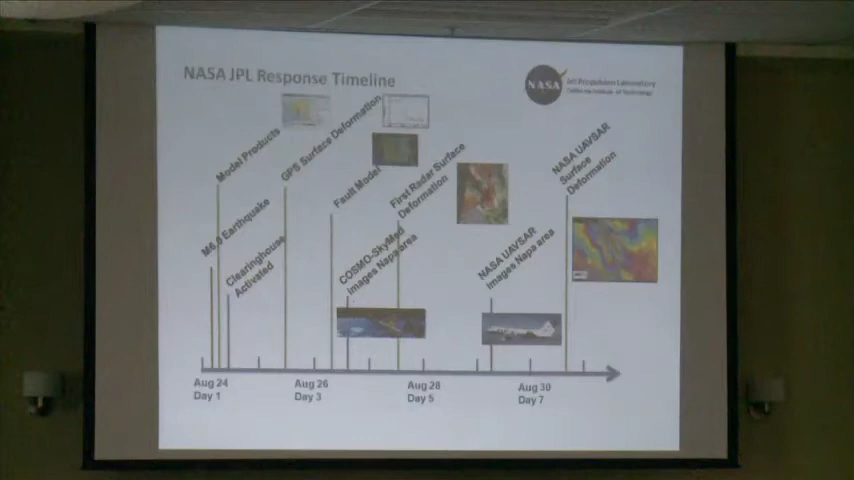 NASA JPL Response Timeline
NASA
Jet Propulsion Laboratory
California Institute of Technology
Model Products
GPS Surface Deformation
M6.0 Earthquake
Clearinghouse
Activated
Fault Model
First Radar Surface
Deformation
COSMO-SkyMed
images Napa area
NASA UAVSAR
images Napa area
NASA UAVSAR
Surface
Deformation
Aug 24
Day 1
Aug 26
Day 3
Aug 28
Day 5
Aug 30
Day 7